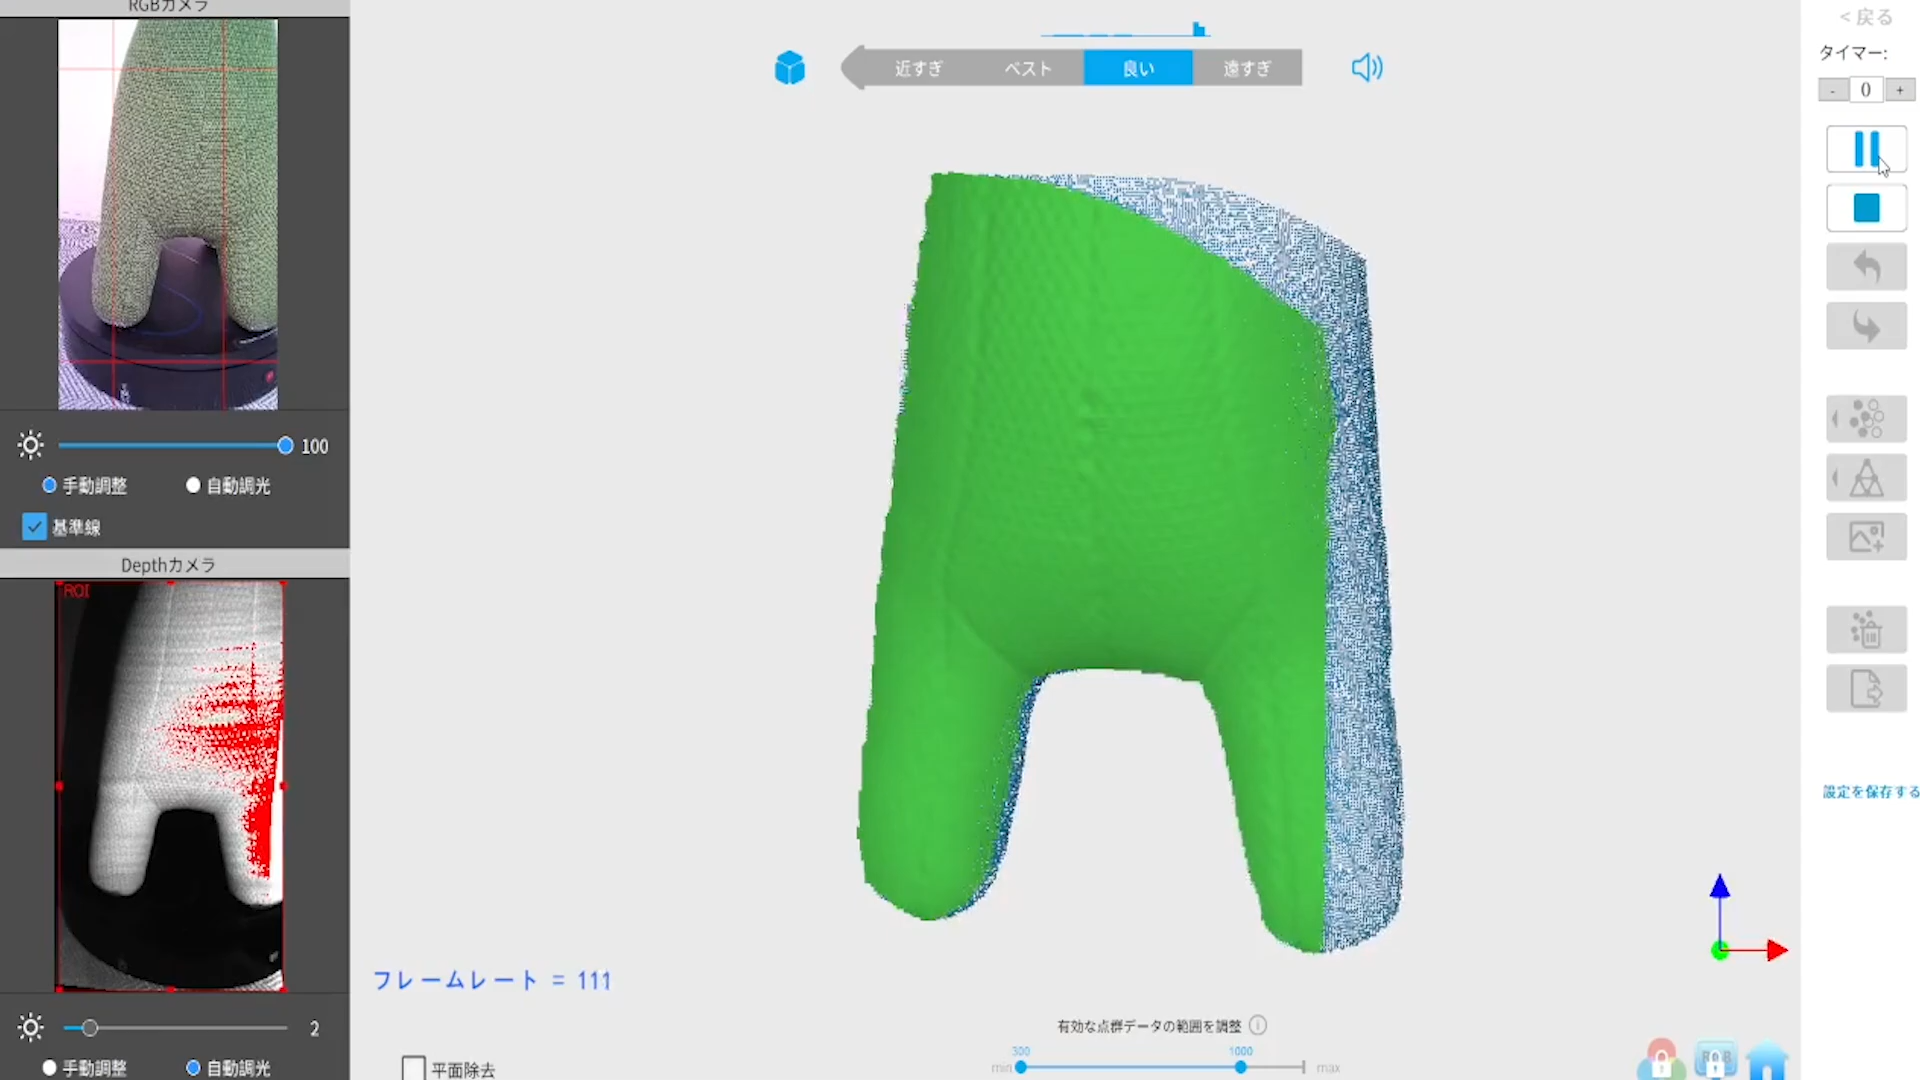 RGBカメラ
100
手動調整
自動調光
基準線
Depthカメラ
ROI
2
手動調整
自動調光
近すぎ
ベスト
良い
遠すぎ
フレームレート = 111
平面除去
有効な点群データの範囲を調整
300
1000
min
max
< 戻る
タイマー:
- 0 +
設定を保存する